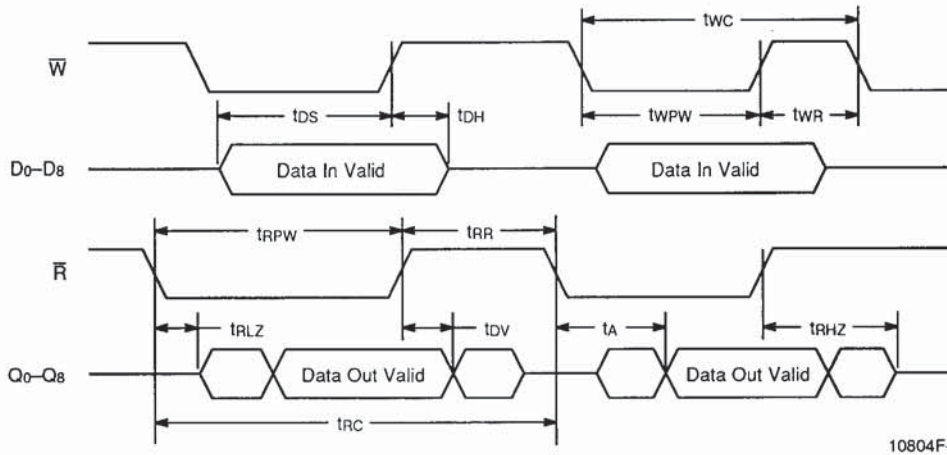 tWC
W̅
tDS
tDH
tWPW
tWR
D0–D8
Data In Valid
Data In Valid
tRPW
tRR
R̅
tRLZ
tDV
tA
tRHZ
Q0–Q8
Data Out Valid
Data Out Valid
tRC
10804F-